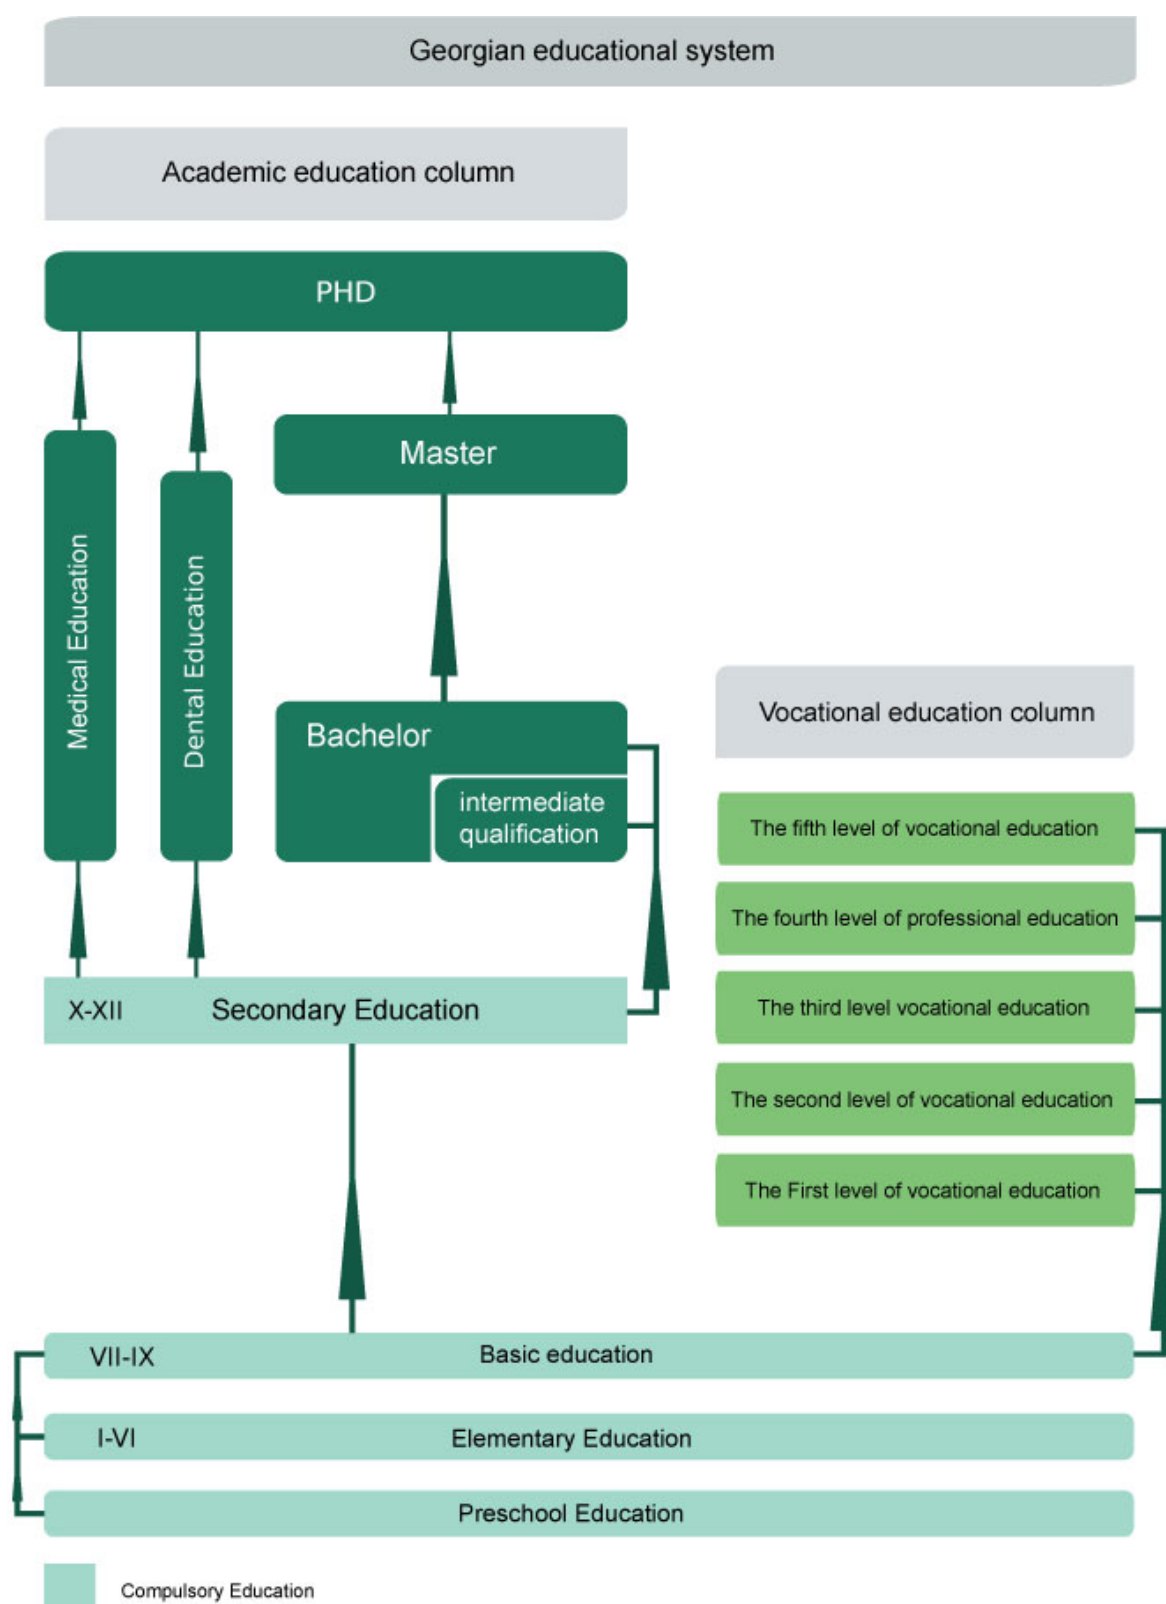 Georgian educational system
Academic education column
PHD
Master
Medical Education
Dental Education
Bachelor
intermediate
qualification
X-XII Secondary Education
Vocational education column
The fifth level of vocational education
The fourth level of professional education
The third level vocational education
The second level of vocational education
The First level of vocational education
VII-IX Basic education
I-VI Elementary Education
Preschool Education
Compulsory Education